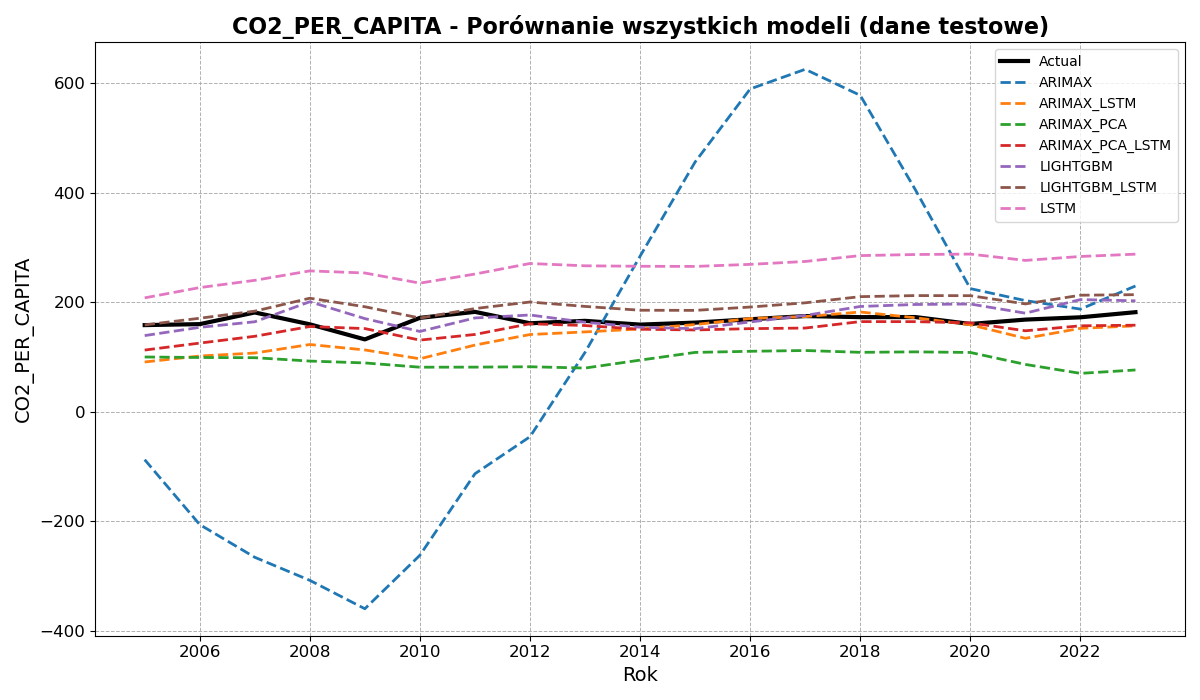 CO2_PER_CAPITA - Porównanie wszystkich modeli (dane testowe)
CO2_PER_CAPITA
600
400
200
0
−200
−400
Actual
ARIMAX
ARIMAX_LSTM
ARIMAX_PCA
ARIMAX_PCA_LSTM
LIGHTGBM
LIGHTGBM_LSTM
LSTM
2006 2008 2010 2012 2014 2016 2018 2020 2022
Rok